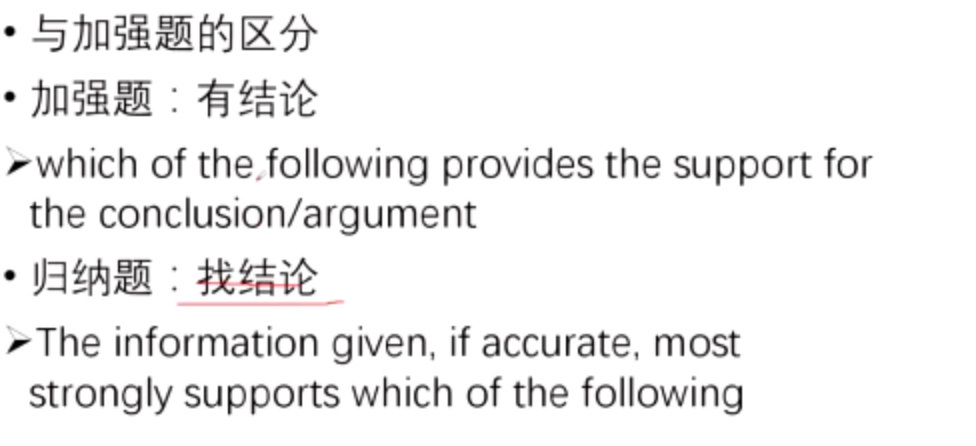 • 与加强题的区分
• 加强题：有结论
➢which of the following provides the support for
the conclusion/argument
• 归纳题：找结论
➢The information given, if accurate, most
strongly supports which of the following